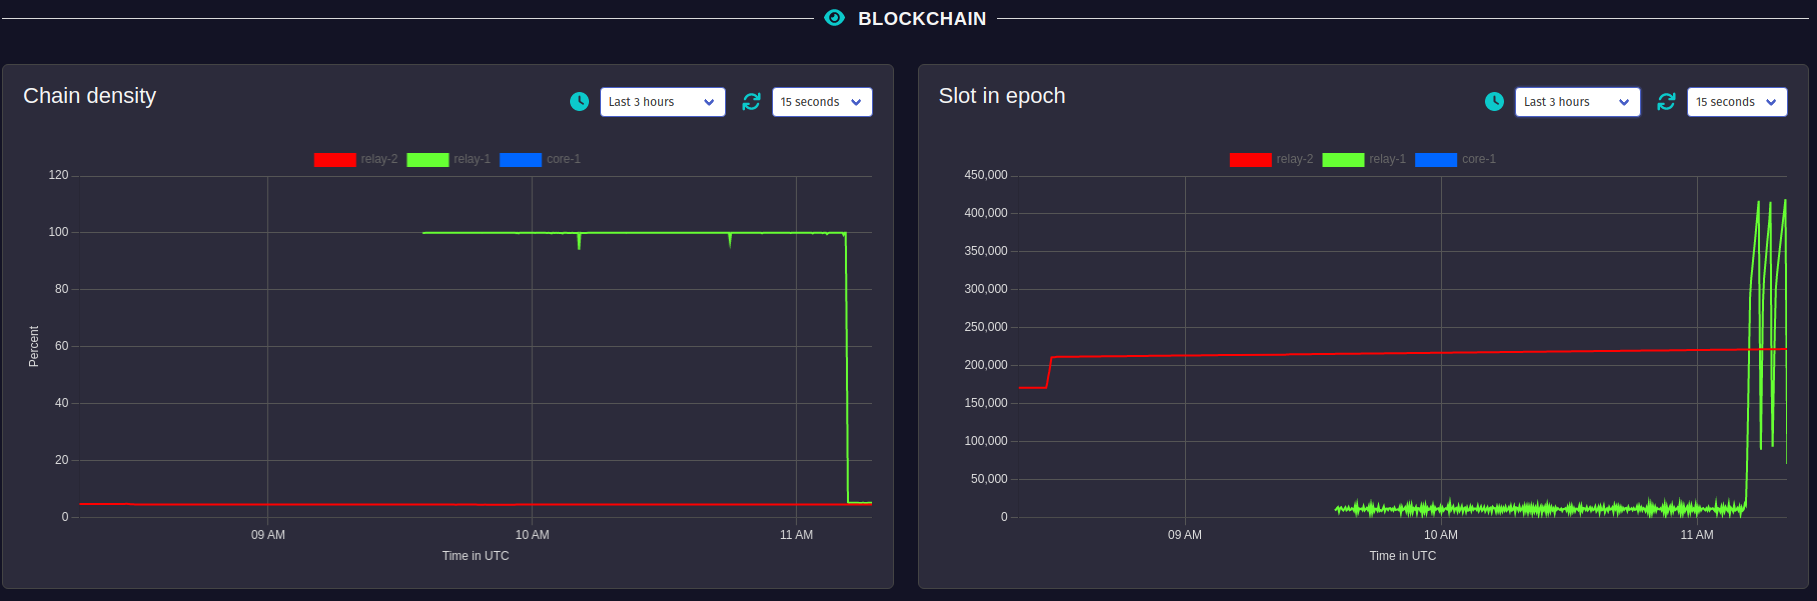 BLOCKCHAIN
Chain density
Last 3 hours
15 seconds
relay-2 relay-1 core-1
120
100
80
60
40
20
0
Percent
09 AM 10 AM 11 AM
Time in UTC
Slot in epoch
Last 3 hours
15 seconds
relay-2 relay-1 core-1
450,000
400,000
350,000
300,000
250,000
200,000
150,000
100,000
50,000
0
09 AM 10 AM 11 AM
Time in UTC